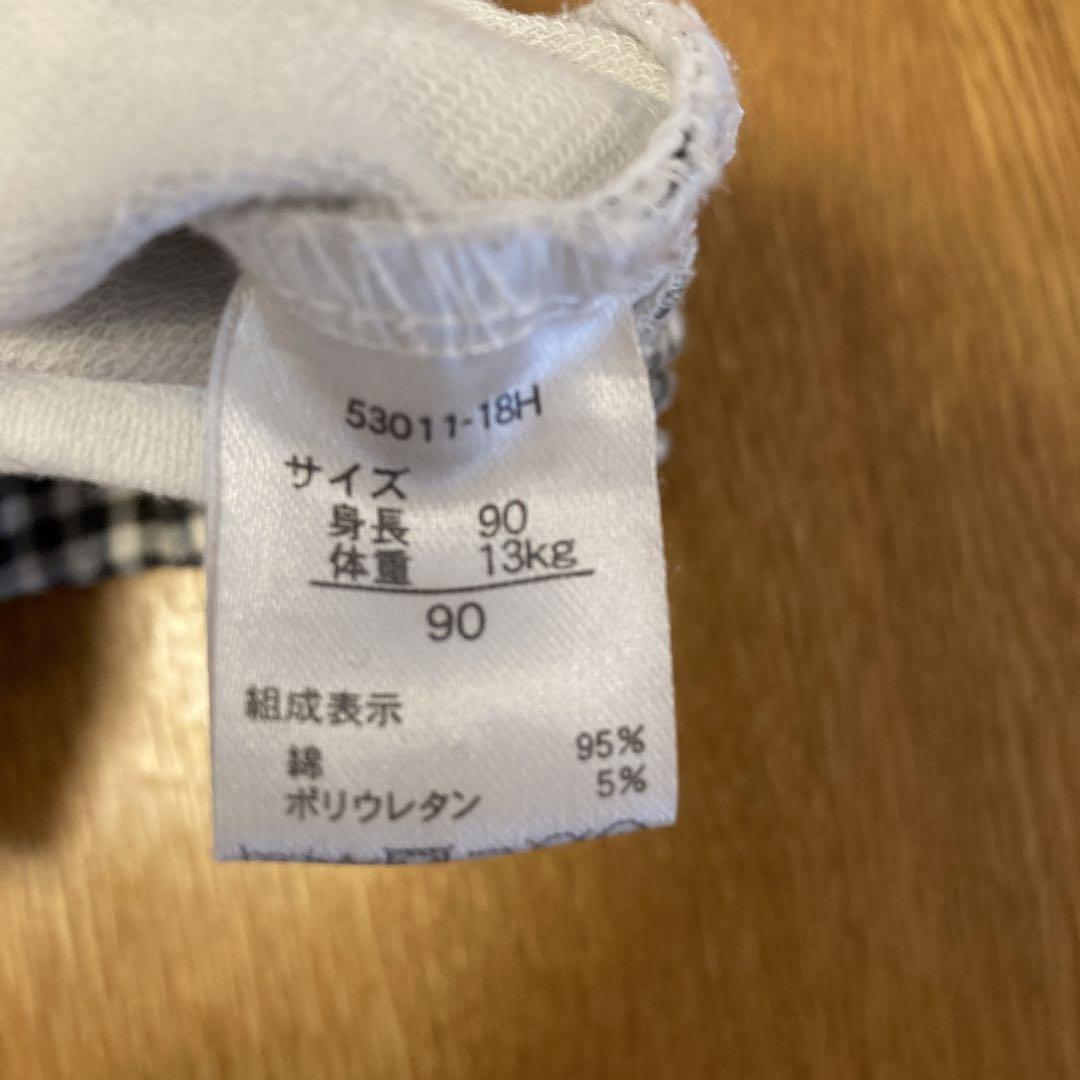 53011-18H
サイズ
身長 90
体重 13kg
90
組成表示
綿 95%
ポリウレタン 5%